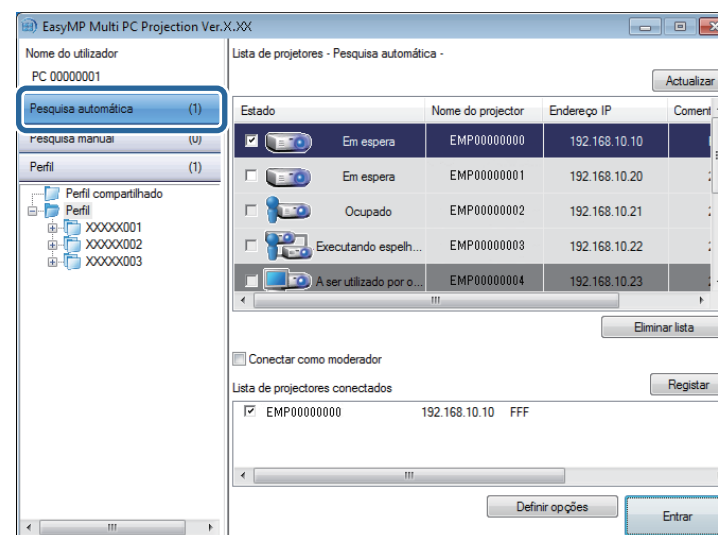 EasyMP Multi PC Projection Ver.X.XX
Nome do utilizador
PC 00000001
Pesquisa automática (1)
Pesquisa manual (0)
Perfil (1)
Perfil compartilhado
Perfil
XXXXX001
XXXXX002
XXXXX003
Lista de projetores - Pesquisa automática -
Actualizar
Estado Nome do projector Endereço IP Coment
Em espera EMP00000000 192.168.10.10
Em espera EMP00000001 192.168.10.20
Ocupado EMP00000002 192.168.10.21
Executando espelh... EMP00000003 192.168.10.22
A ser utilizado por o... EMP00000004 192.168.10.23
Eliminar lista
Conectar como moderador
Lista de projectores conectados
Registar
EMP00000000 192.168.10.10 FFF
Definir opções
Entrar